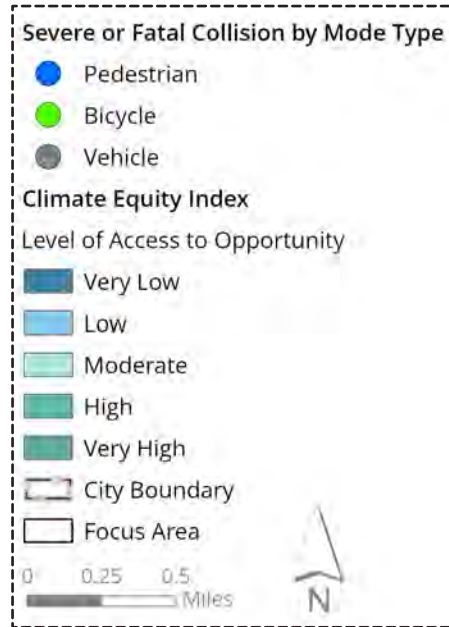 Severe or Fatal Collision by Mode Type
Pedestrian
Bicycle
Vehicle
Climate Equity Index
Level of Access to Opportunity
Very Low
Low
Moderate
High
Very High
City Boundary
Focus Area
0 0.25 0.5
Miles
N